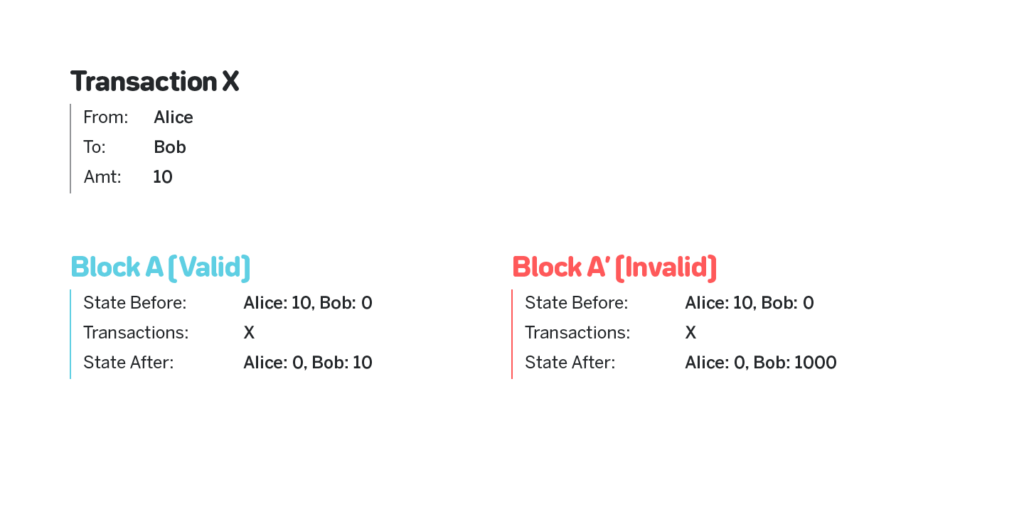 Transaction X
From: Alice
To: Bob
Amt: 10
Block A (Valid)
State Before: Alice: 10, Bob: 0
Transactions: X
State After: Alice: 0, Bob: 10
Block A’ (Invalid)
State Before: Alice: 10, Bob: 0
Transactions: X
State After: Alice: 0, Bob: 1000